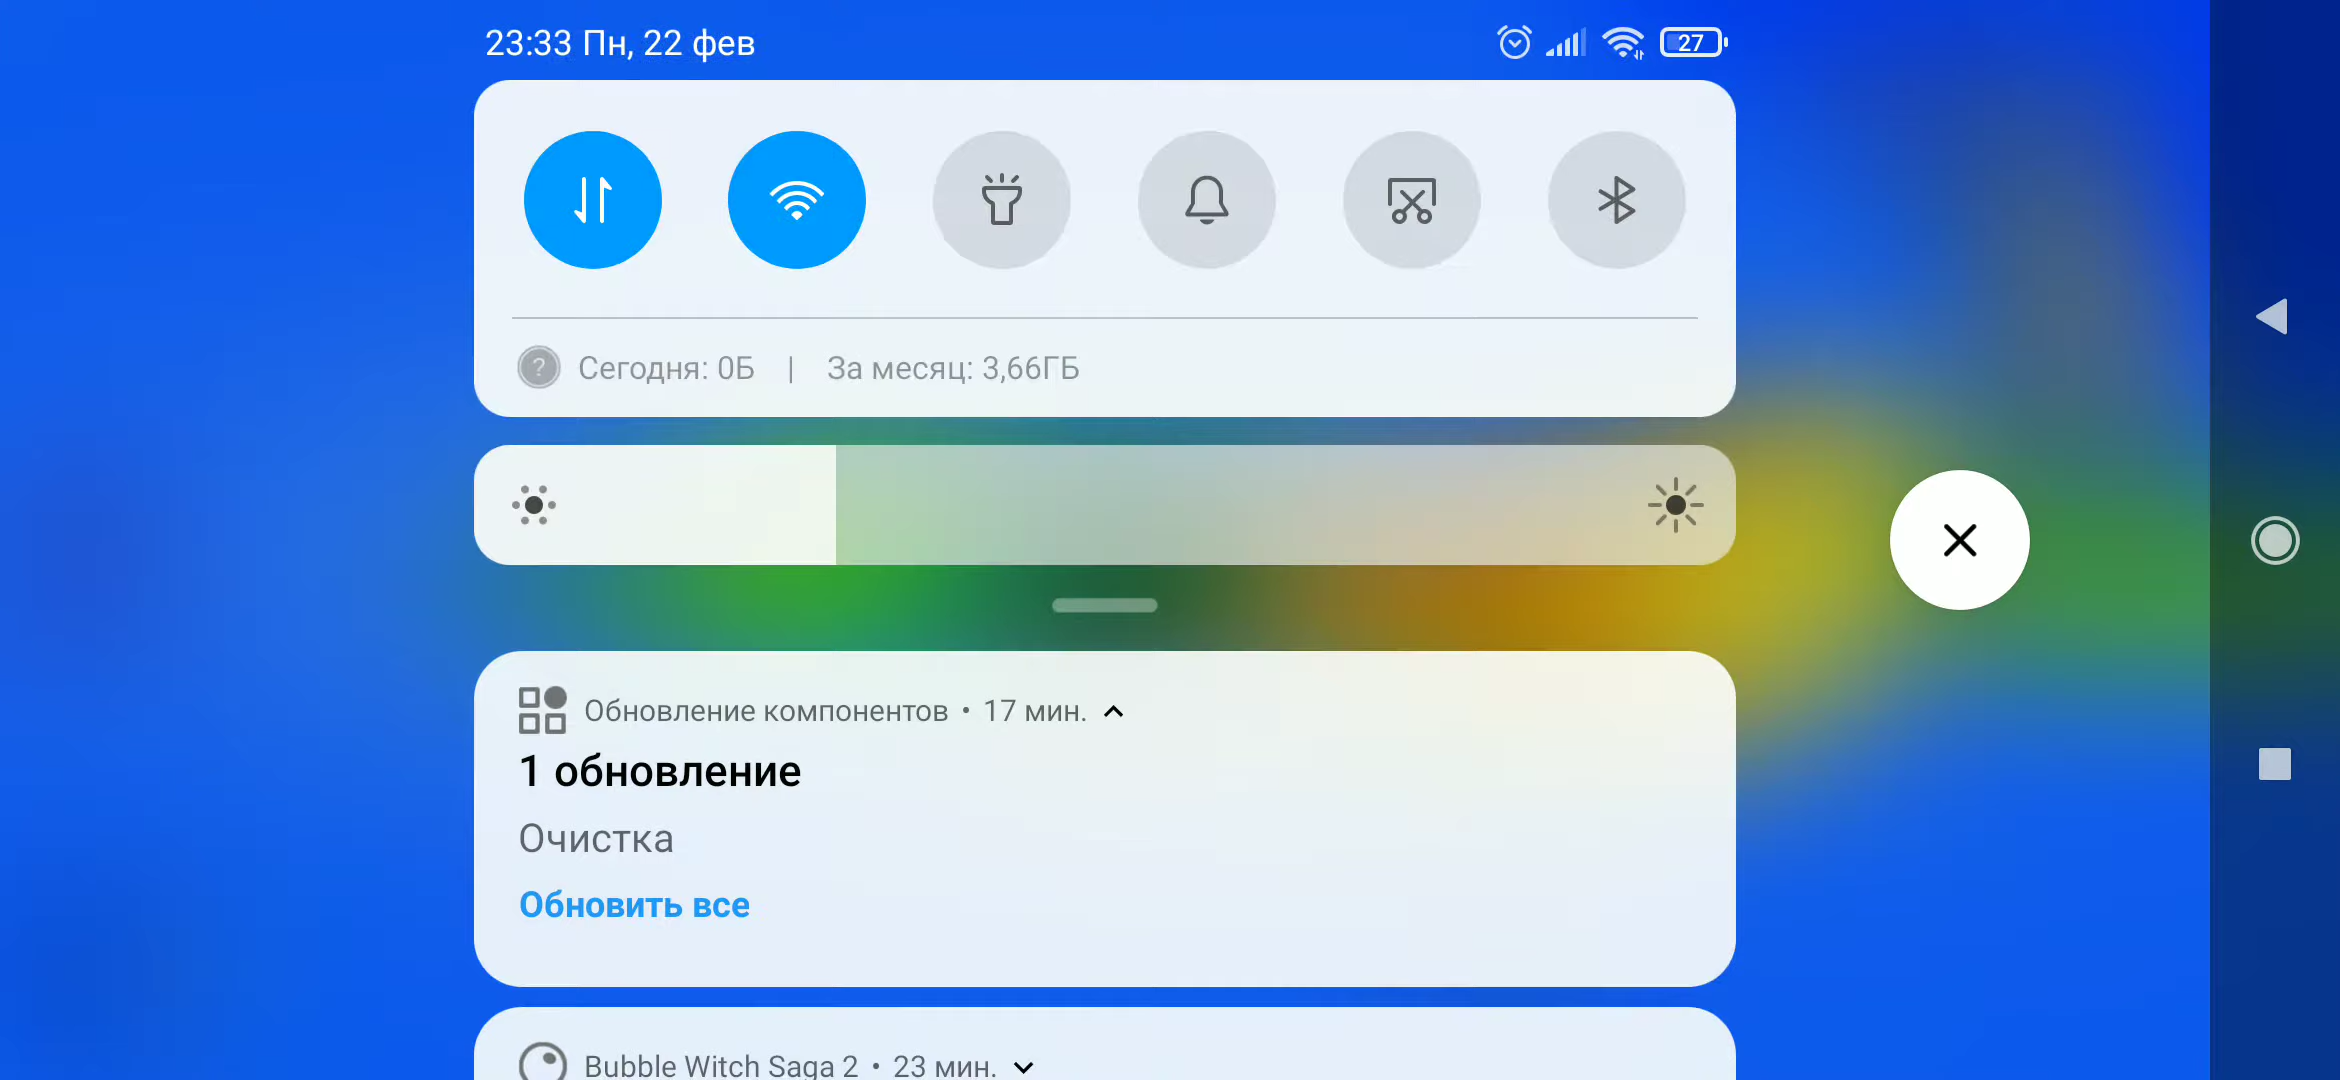 23:33 Пн, 22 фев
27
Сегодня: 0Б | За месяц: 3,66ГБ
Обновление компонентов • 17 мин.
1 обновление
Очистка
Обновить все
Bubble Witch Saga 2 • 23 мин.